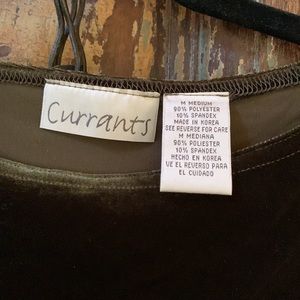 Currants
M MEDIUM
90% POLYESTER
10% SPANDEX
MADE IN KOREA
SEE REVERSE FOR CARE
M MEDIANA
90% POLIESTER
10% SPANDEX
HECHO EN KOREA
VE EL REVERSO PARA
EL CUIDADO